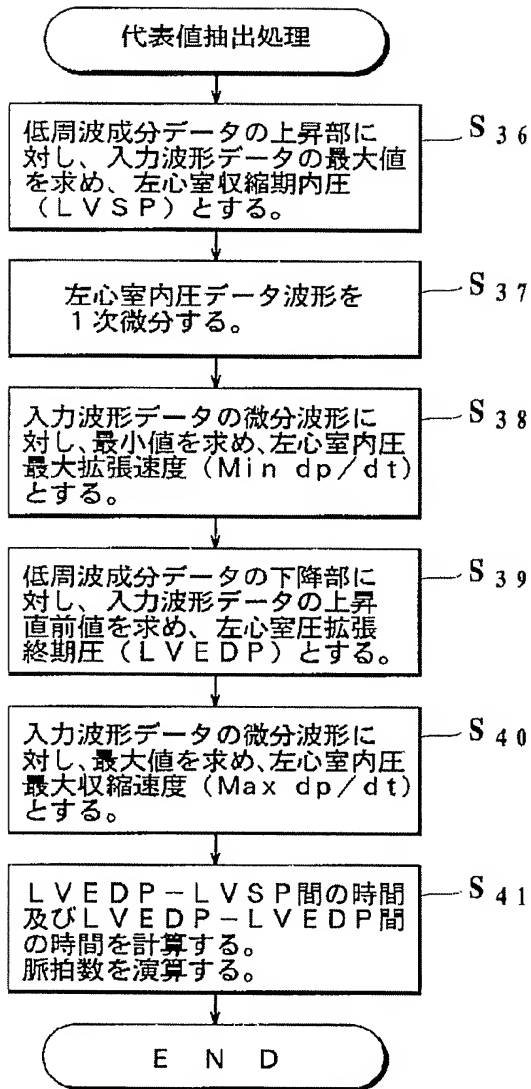 代表値抽出処理
低周波成分データの上昇部に
対し、入力波形データの最大値
を求め、左心室収縮期内圧
(LVSP)とする。
S36
左心室内圧データ波形を
1次微分する。
S37
入力波形データの微分波形に
対し、最小値を求め、左心室内圧
最大拡張速度(Min dp/dt)
とする。
S38
低周波成分データの下降部に
対し、入力波形データの上昇
直前値を求め、左心室圧拡張
終期圧(LVEDP)とする。
S39
入力波形データの微分波形に
対し、最大値を求め、左心室内圧
最大収縮速度(Max dp/dt)
とする。
S40
LVEDP-LVSP間の時間
及びLVEDP-LVEDP間
の時間を計算する。
脈拍数を演算する。
S41
END